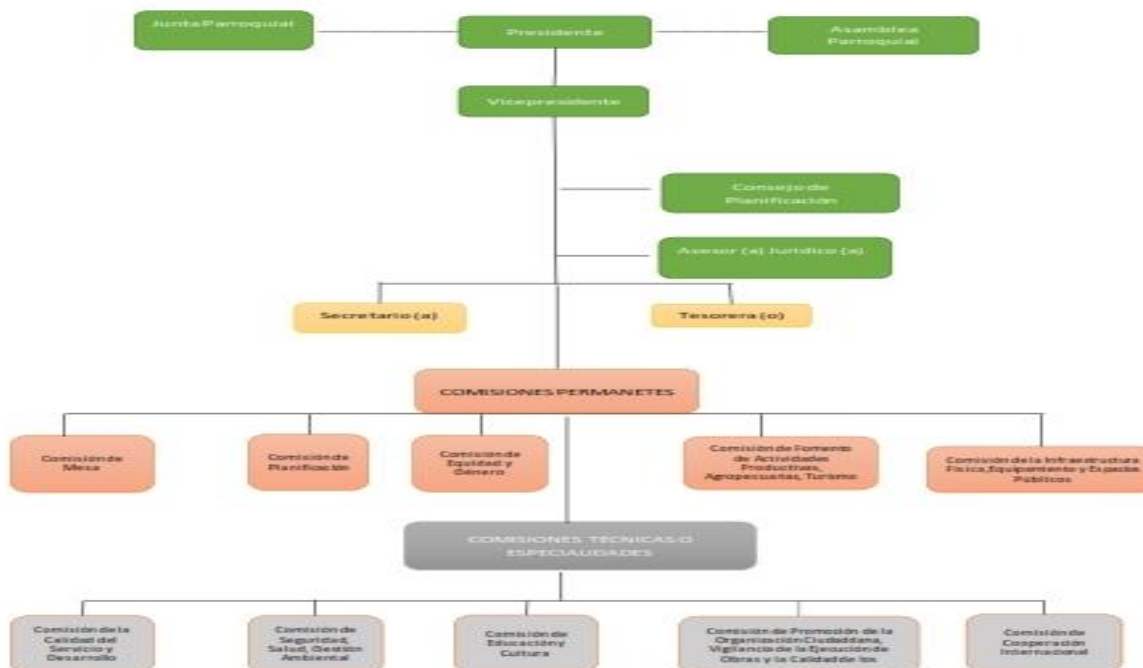 Junta Parroquial
Presidente
Asamblea
Parroquial
Vicepresidente
Consejo de
Planificación
Asesor (a) Jurídico (a)
Secretario (a)
Tesorera (o)
COMISIONES PERMANETES
Comisión de
Mesa
Comisión de
Planificación
Comisión de
Equidad y
Género
Comisión de Fomento
de Actividades
Productivas,
Agropecuarias, Turismo
Comisión de la Infraestructura
Física,Equipamiento y Espacios
Públicos
COMISIONES TECNICAS O
ESPECIALIDADES
Comisión de la
Calidad del
Servicio y
Desarrollo
Comisión de
Seguridad,
Salud, Gestión
Ambiental
Comisión de
Educación y
Cultura
Comisión de Promoción de la
Organización Ciudadana,
Vigilancia de la Ejecución de
Obras y la Calidad de los
Comisión de
Cooperación
Internacional